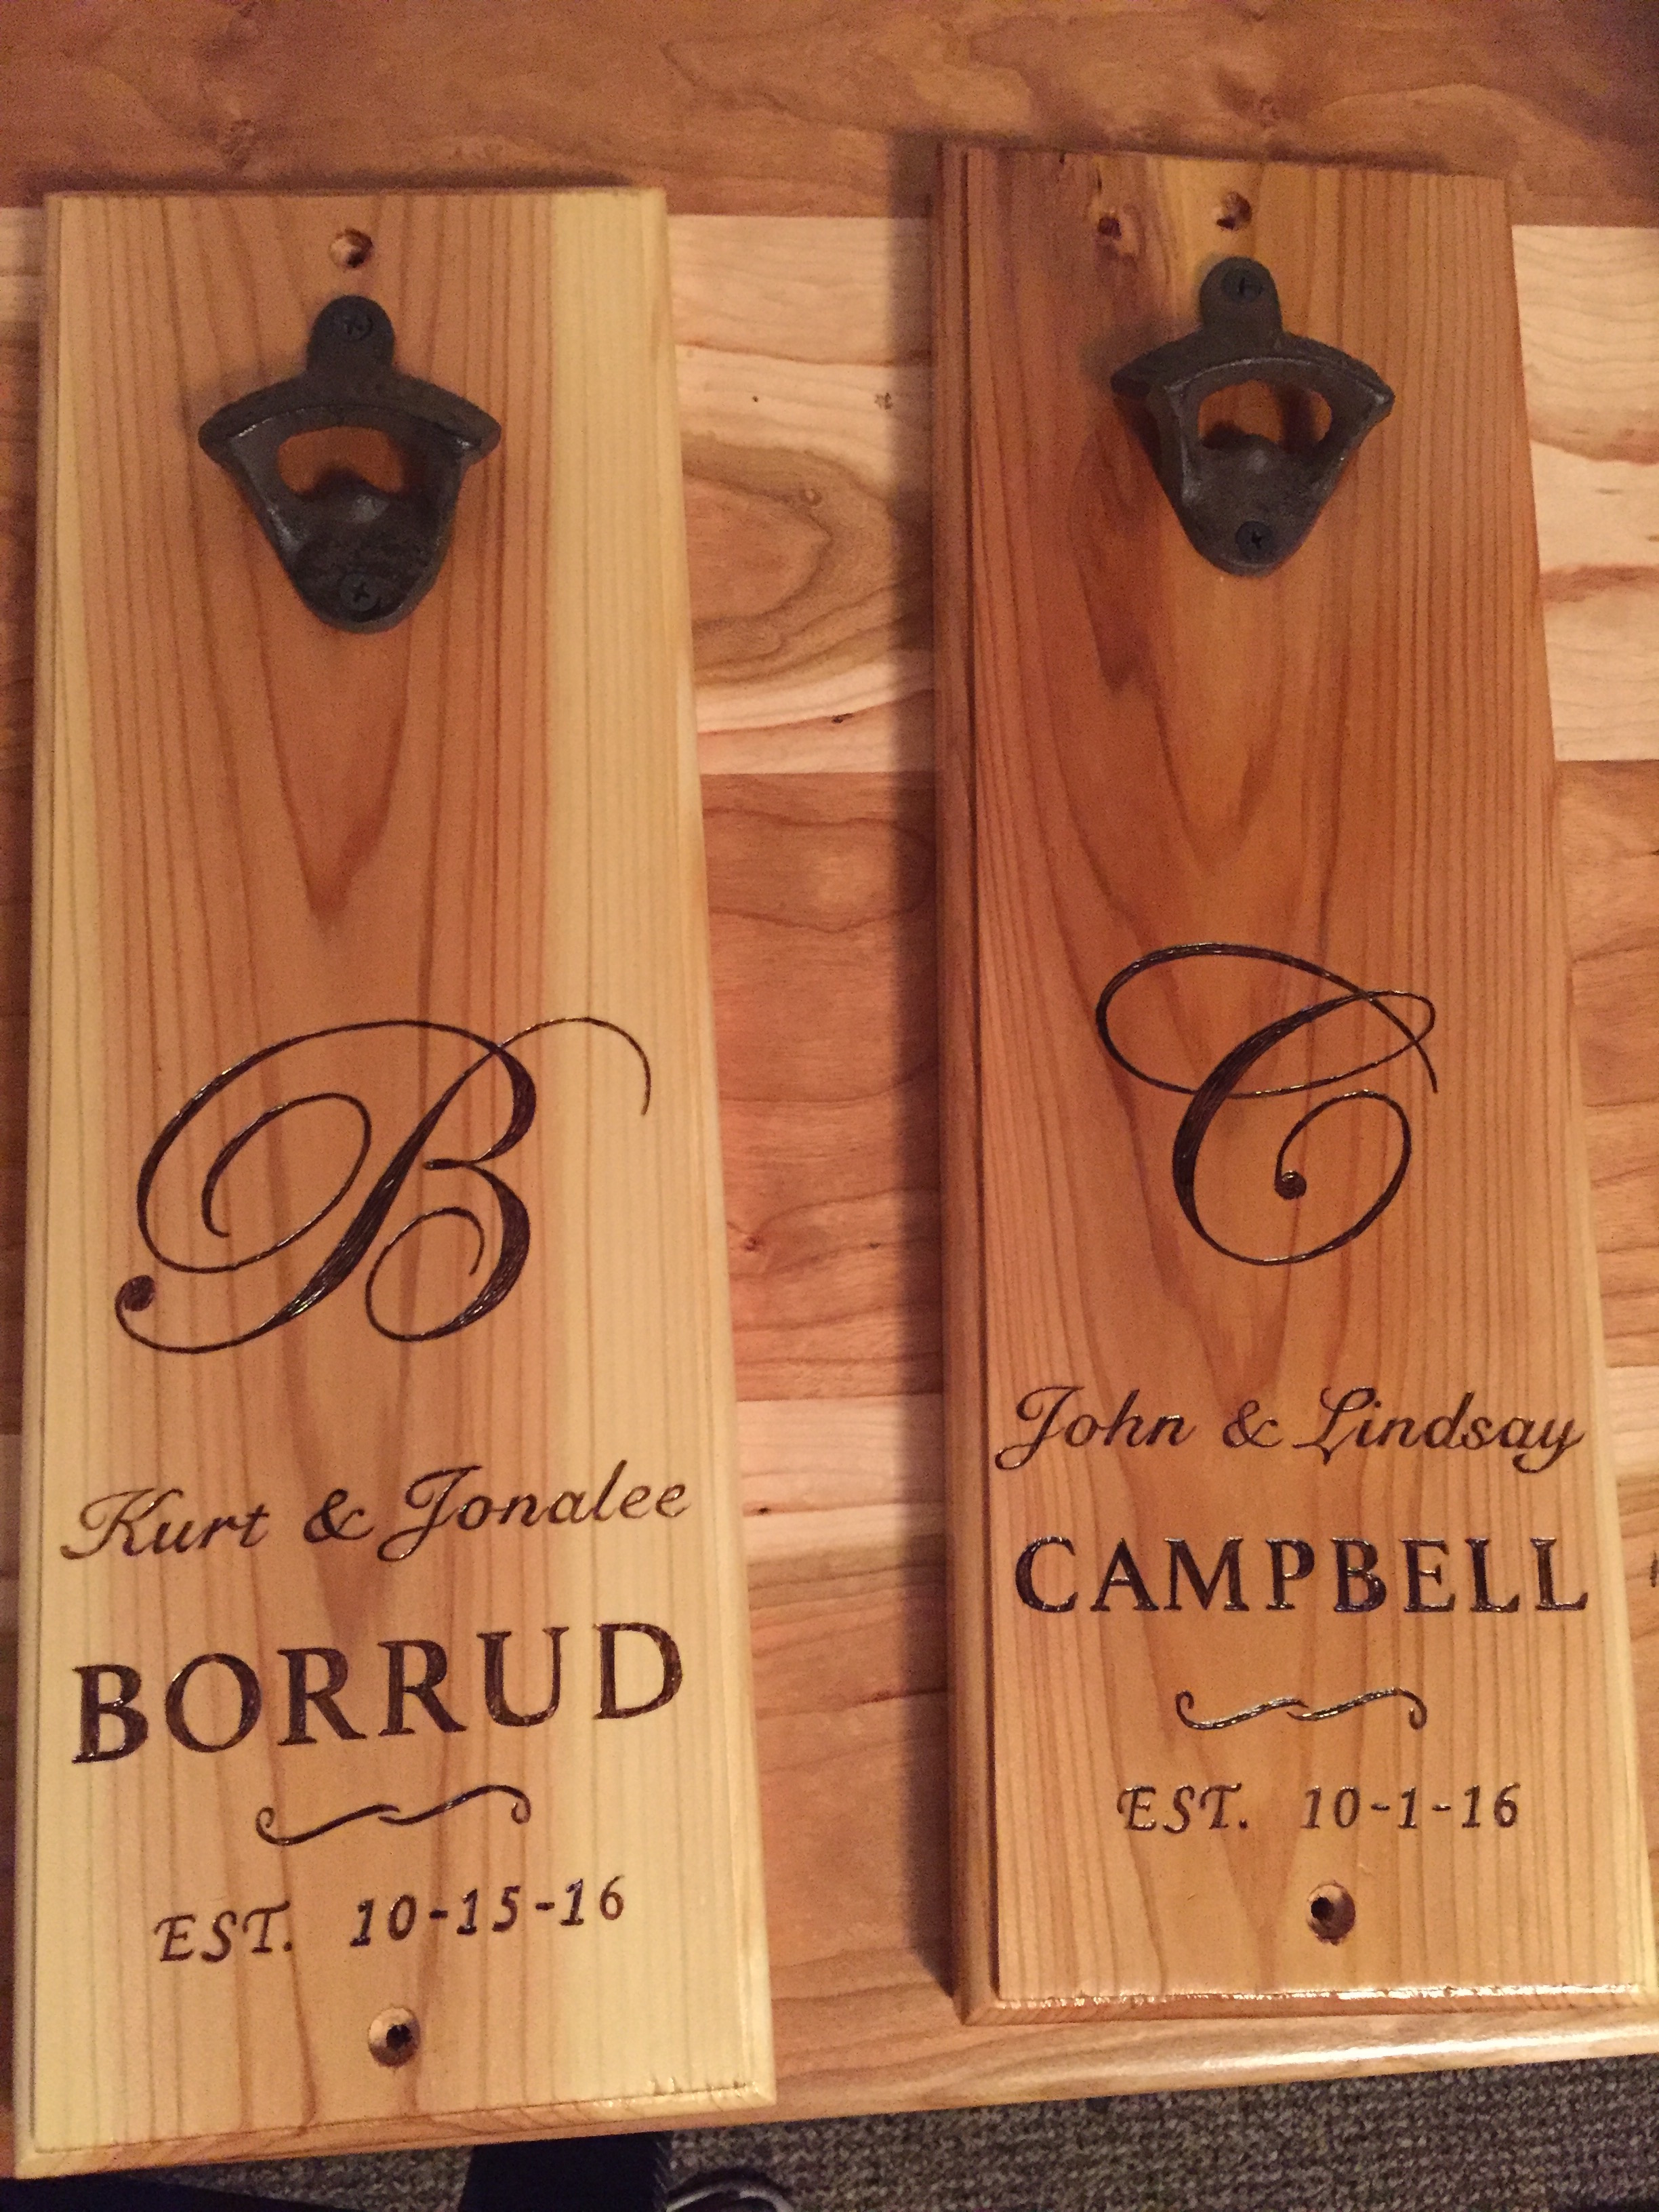 B
Kurt & Jonalee
BORRUD
EST. 10-15-16
C
John & Lindsay
CAMPBELL
EST. 10-1-16